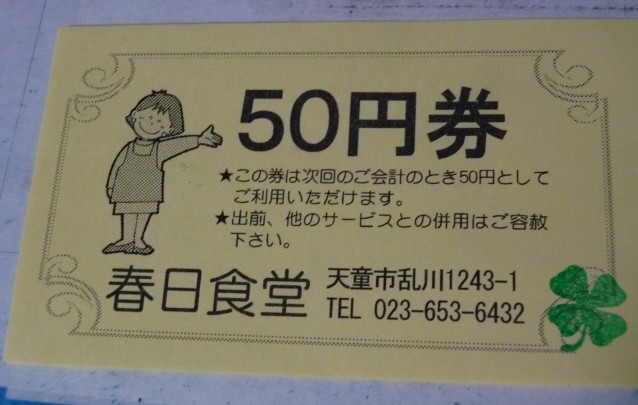 50円券
★この券は次回のご会計のとき50円として
ご利用いただけます。
★出前、他のサービスとの併用はご容赦
下さい。
春日食堂
天童市乱川1243-1
TEL 023-653-6432